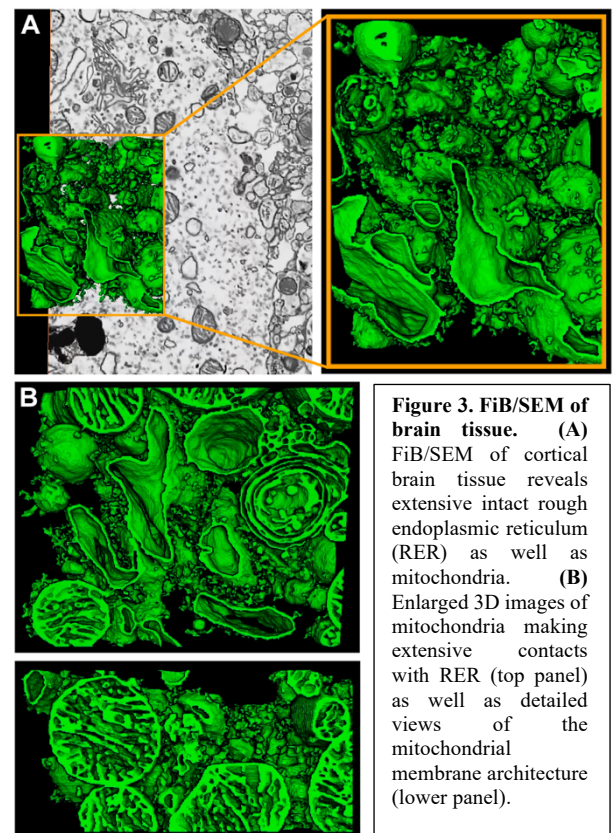 A
B
Figure 3. FiB/SEM of
brain tissue. (A)
FiB/SEM of cortical
brain tissue reveals
extensive intact rough
endoplasmic reticulum
(RER) as well as
mitochondria. (B)
Enlarged 3D images of
mitochondria making
extensive contacts
with RER (top panel)
as well as detailed
views of the
mitochondrial
membrane architecture
(lower panel).